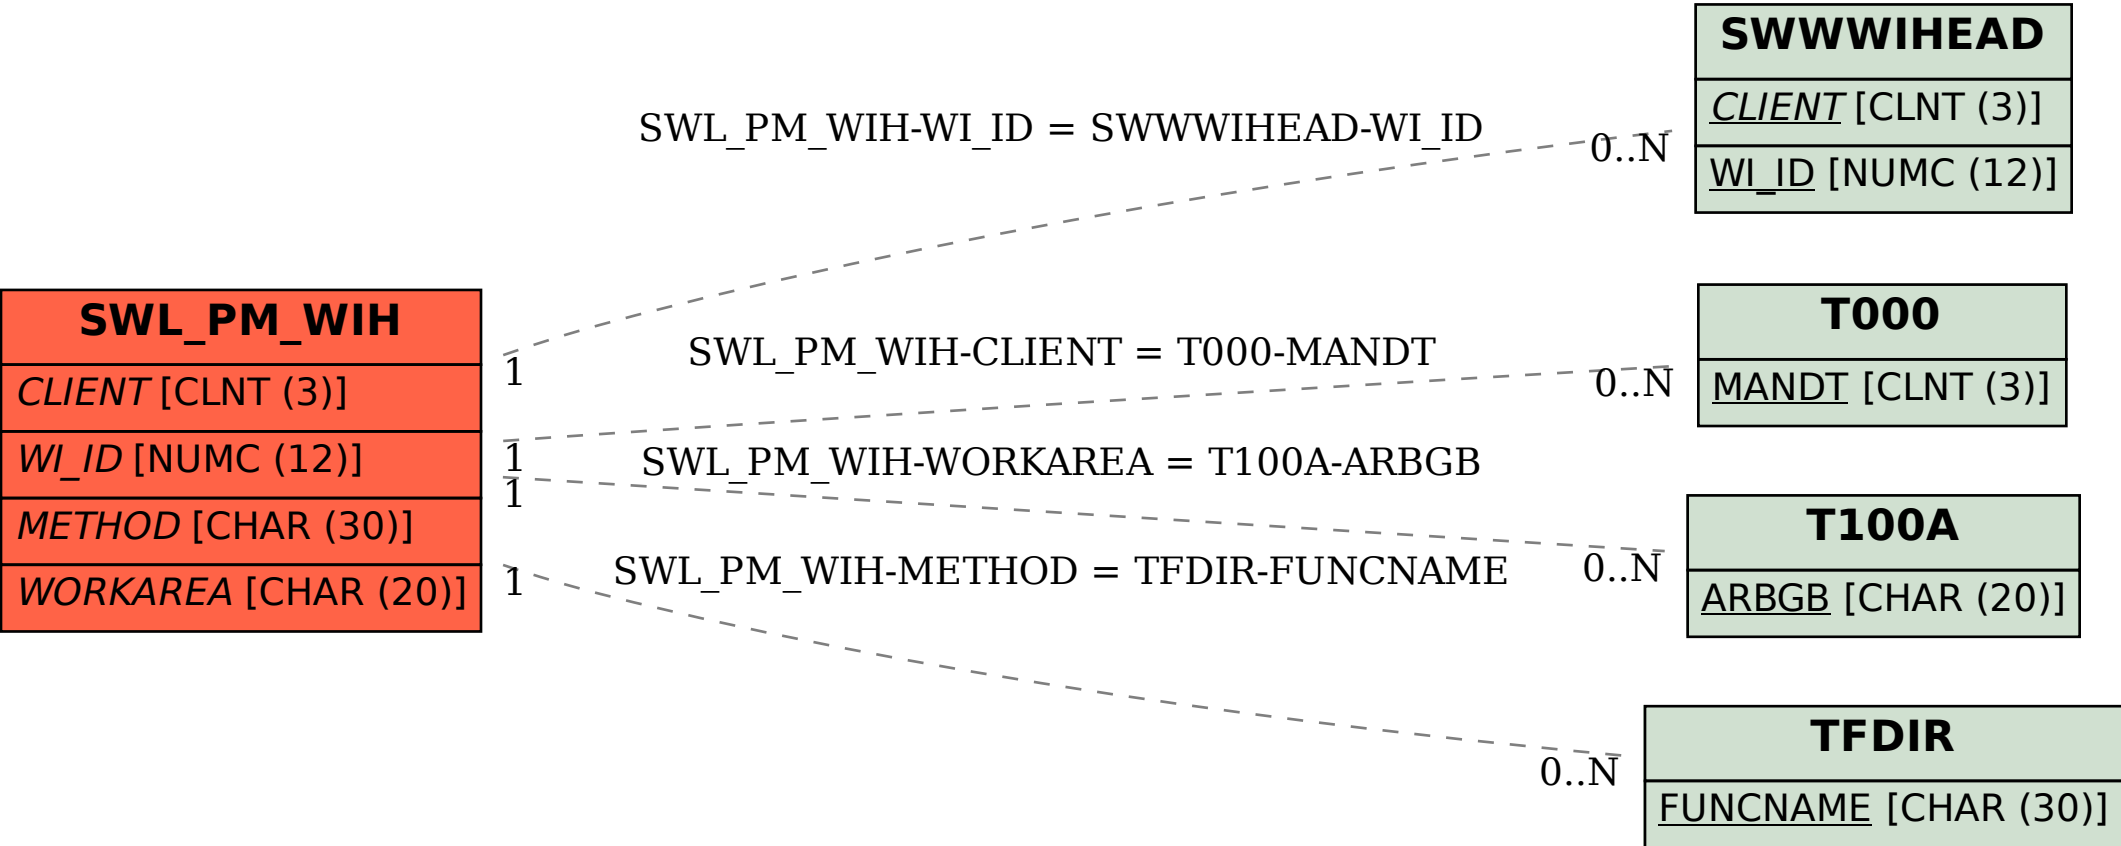 SWWWIHEAD
CLIENT [CLNT (3)]
WI_ID [NUMC (12)]
SWL_PM_WIH-WI_ID = SWWWIHEAD-WI_ID
0..N
1
SWL_PM_WIH
CLIENT [CLNT (3)]
WI_ID [NUMC (12)]
METHOD [CHAR (30)]
WORKAREA [CHAR (20)]
T000
MANDT [CLNT (3)]
SWL_PM_WIH-CLIENT = T000-MANDT
0..N
1
SWL_PM_WIH-WORKAREA = T100A-ARBGB
1
0..N
T100A
ARBGB [CHAR (20)]
SWL_PM_WIH-METHOD = TFDIR-FUNCNAME
1
0..N
TFDIR
FUNCNAME [CHAR (30)]